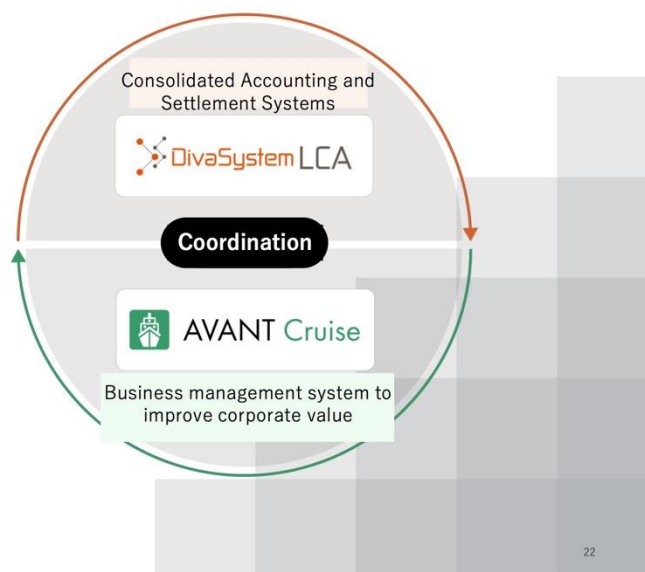 Consolidated Accounting and
Settlement Systems
DivaSystem LCA
Coordination
AVANT Cruise
Business management system to
improve corporate value
22